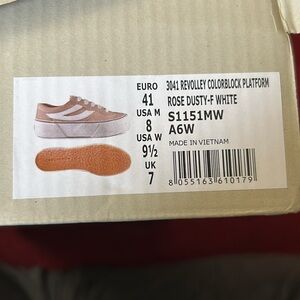 EURO
41
USA M
8
USA W
9½
UK
7
3041 REVOLLEY COLORBLOCK PLATFORM
ROSE DUSTY-F WHITE
S1151MW
A6W
MADE IN VIETNAM
8 055163 610179